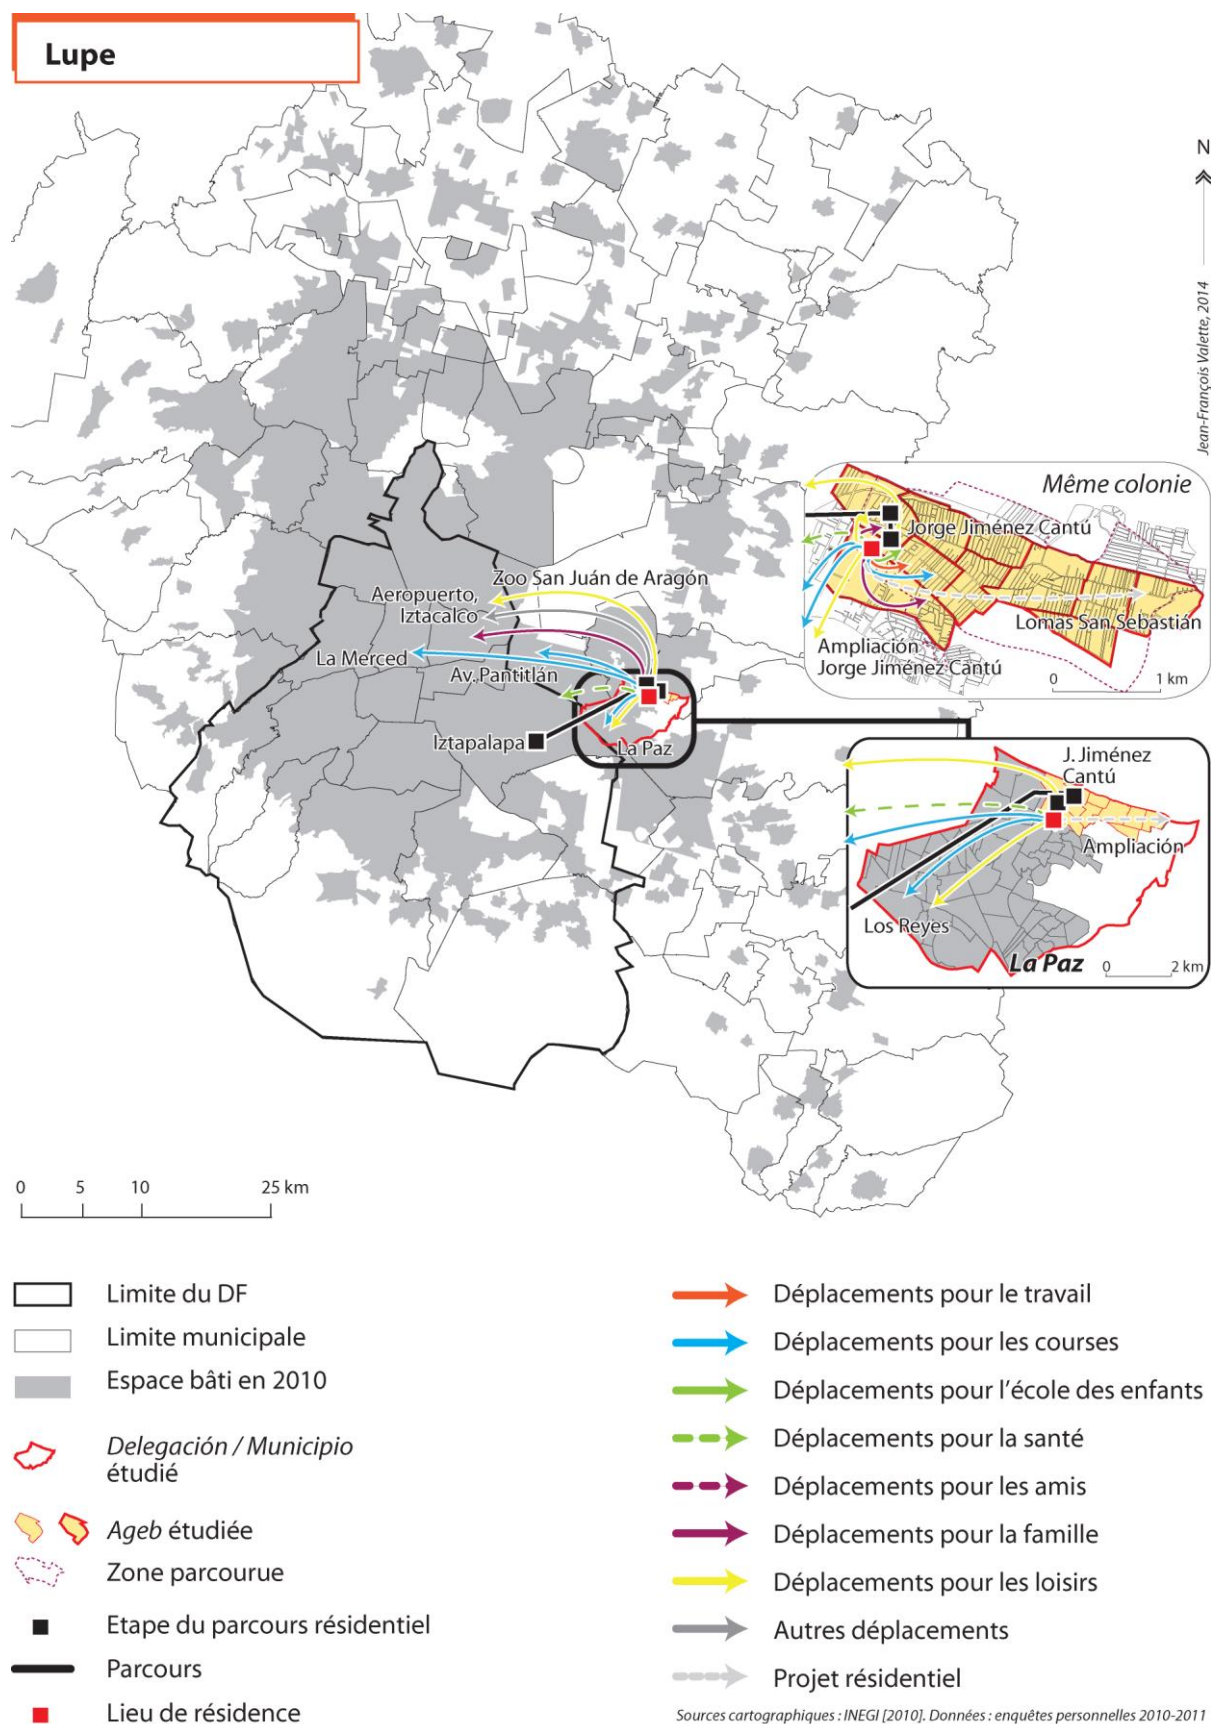 Lupe
N
Jean-François Valette, 2014
Même colonie
Jorge Jiménez Cantú
Lomas San Sebastián
Ampliación
Jorge Jiménez Cantú
0 1 km
Zoo San Juán de Aragón
Aeropuerto,
Iztacalco
La Merced
Av. Pantitlán
Iztapalapa
La Paz
J. Jiménez
Cantú
Ampliación
Los Reyes
La Paz
0 2 km
0 5 10 25 km
Limite du DF
Limite municipale
Espace bâti en 2010
Delegación / Municipio
étudié
Ageb étudiée
Zone parcourue
Etape du parcours résidentiel
Parcours
Lieu de résidence
Déplacements pour le travail
Déplacements pour les courses
Déplacements pour l'école des enfants
Déplacements pour la santé
Déplacements pour les amis
Déplacements pour la famille
Déplacements pour les loisirs
Autres déplacements
Projet résidentiel
Sources cartographiques : INEGI [2010]. Données : enquêtes personnelles 2010-2011